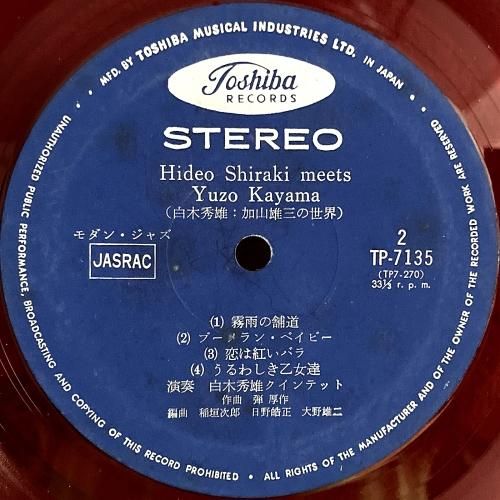 MFD. BY TOSHIBA MUSICAL INDUSTRIES LTD. IN JAPAN
Toshiba
RECORDS
STEREO
Hideo Shiraki meets
Yuzo Kayama
(白木秀雄:加山雄三の世界)
モダン・ジャズ
JASRAC
2
TP-7135
(TP7-270)
33⅓ r. p. m.
(1) 霧雨の舗道
(2) ブーメラン・ベイビー
(3) 恋は紅いバラ
(4) うるわしき乙女達
演奏 白木秀雄クインテット
作曲 弾 厚作
編曲 稲垣次郎 日野皓正 大野雄二
UNAUTHORIZED PUBLIC PERFORMANCE, BROADCASTING AND COPYING OF THIS RECORD PROHIBITED • ALL RIGHTS OF THE MANUFACTURER AND OF THE OWNER OF THE RECORDED WORK ARE RESERVED